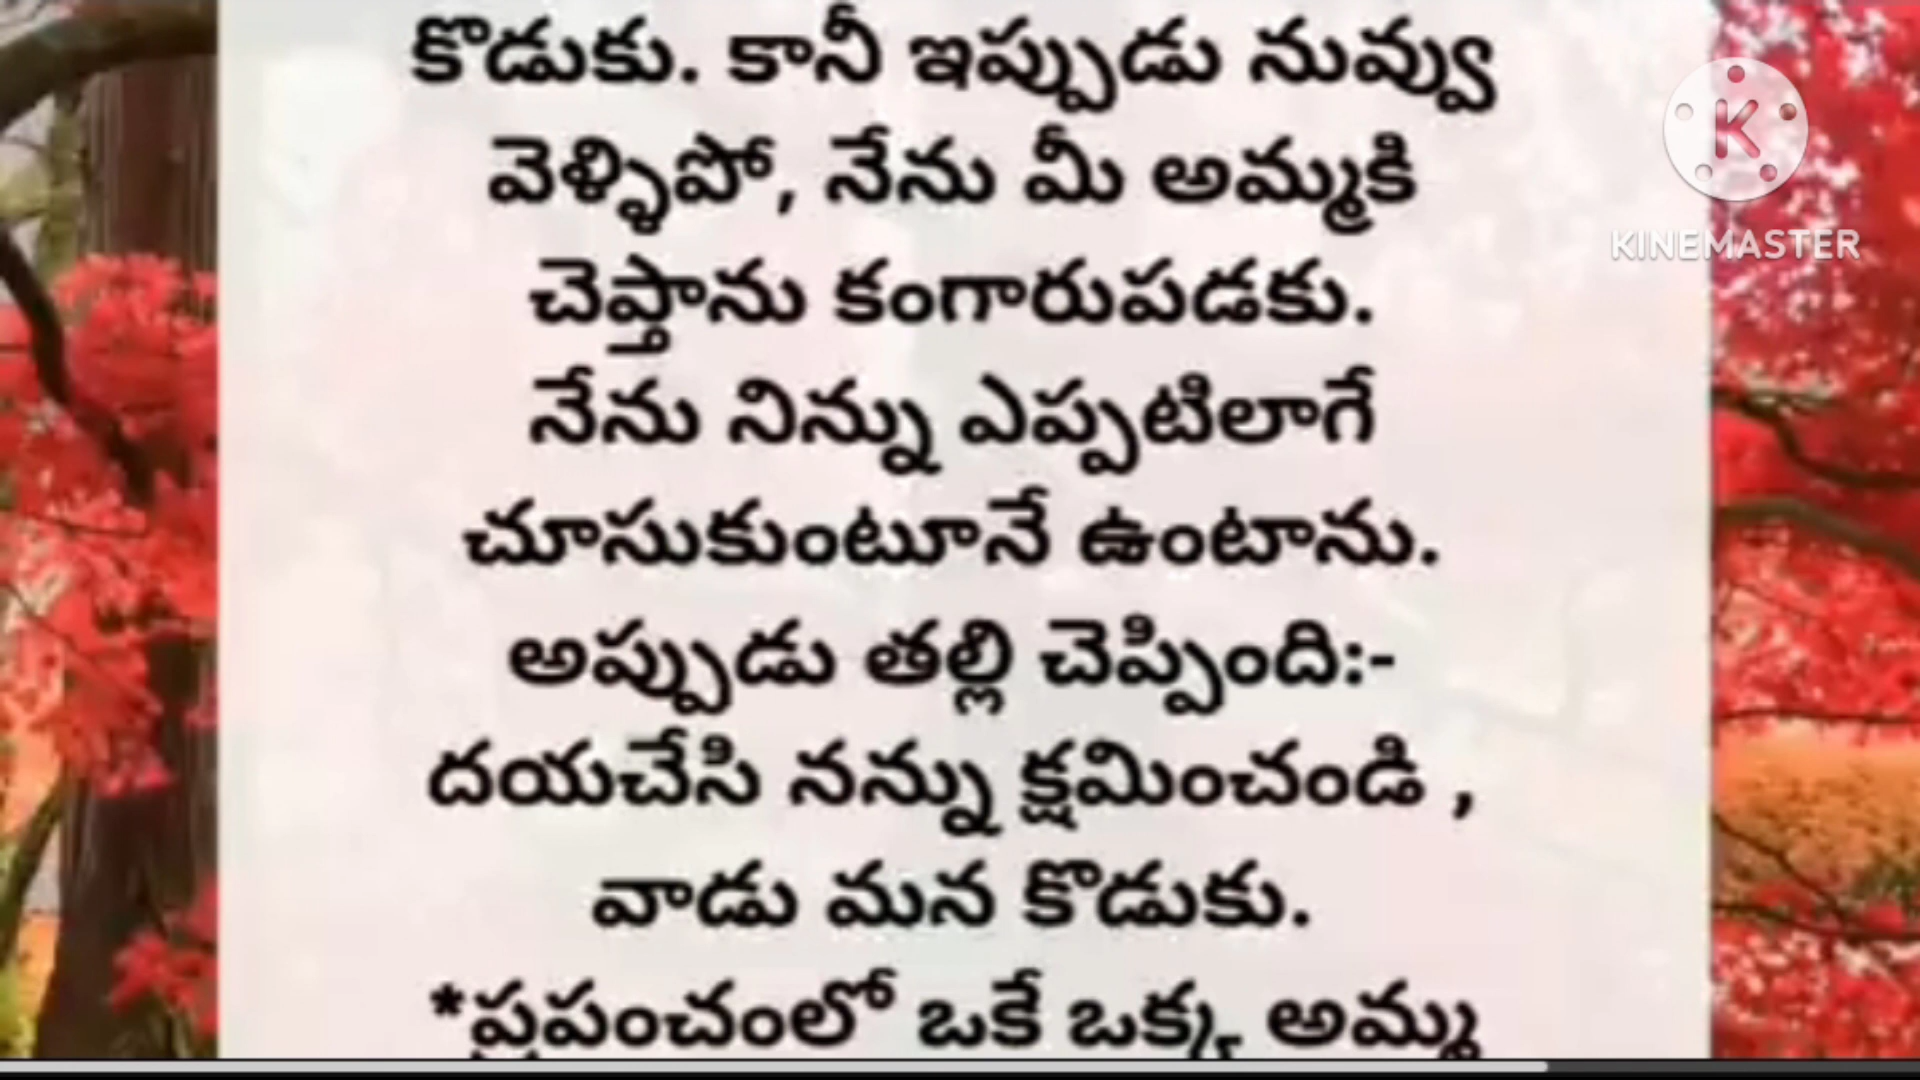 కొడుకు. కానీ ఇప్పుడు నువ్వు
వెళ్ళిపో, నేను మీ అమ్మకి
చెప్తాను కంగారుపడకు.
నేను నిన్ను ఎప్పటిలాగే
చూసుకుంటూనే ఉంటాను.
అప్పుడు తల్లి చెప్పింది:-
దయచేసి నన్ను క్షమించండి ,
వాడు మన కొడుకు.
*ప్రపంచంలో ఒకే ఒక్క అమ్మ
K
KINEMASTER